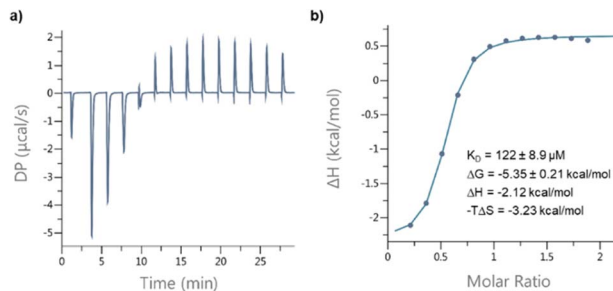 a)
DP (µcal/s)
2
1
0
-1
-2
-3
-4
-5
0
5
10
15
20
25
Time (min)
b)
ΔH (kcal/mol)
0.5
0
-0.5
-1
-1.5
-2
K_D = 122 ± 8.9 µM
ΔG = -5.35 ± 0.21 kcal/mol
ΔH = -2.12 kcal/mol
-TΔS = -3.23 kcal/mol
0
0.5
1
1.5
2
Molar Ratio